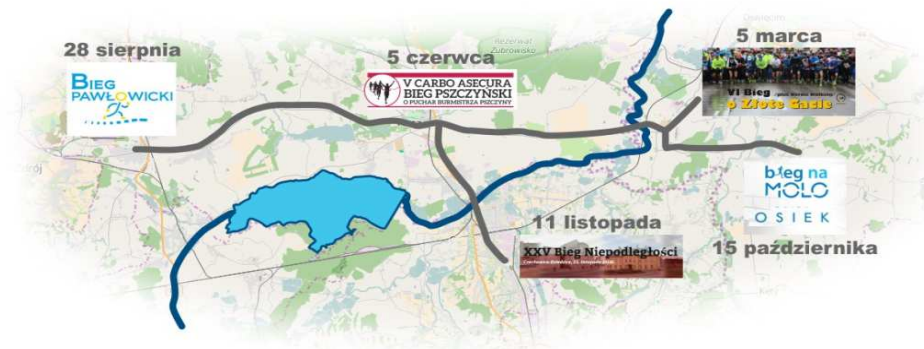 28 sierpnia
BIEG
PAWŁOWICKI
5 czerwca
V CARBO ASECURA
BIEG PSZCZYŃSKI
O PUCHAR BURMISTRZA PSZCZYNY
5 marca
VI Bieg
o Złote Gacie
bieg na
MOLO
OSIEK
15 października
11 listopada
XXV Bieg Niepodległości